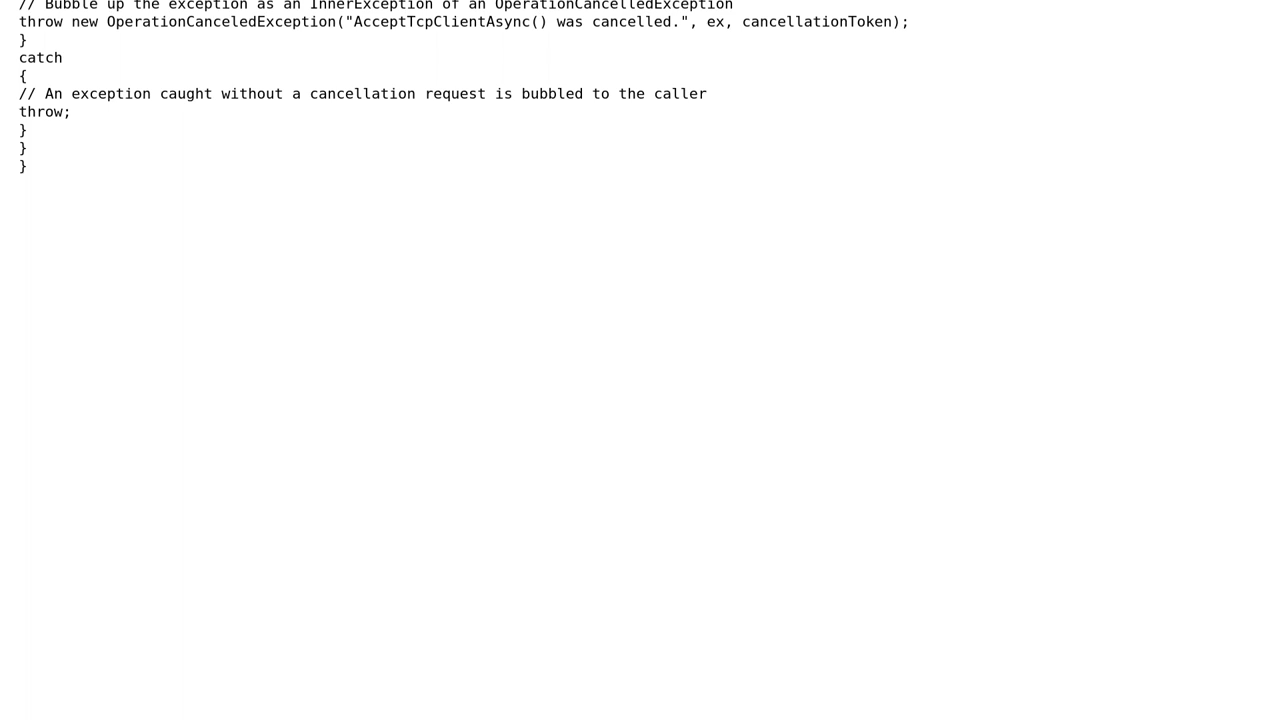 // Bubble up the exception as an InnerException of an OperationCancelledException
throw new OperationCanceledException("AcceptTcpClientAsync() was cancelled.", ex, cancellationToken);
}
catch
{
// An exception caught without a cancellation request is bubbled to the caller
throw;
}
}
}